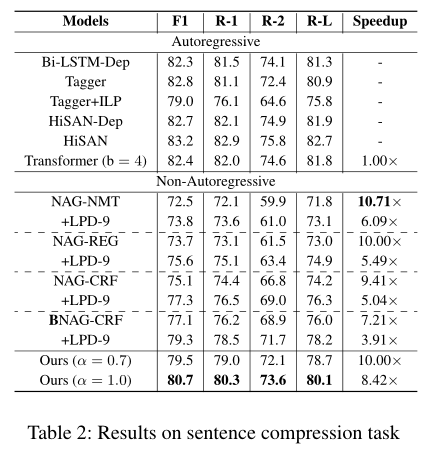 Models F1 R-1 R-2 R-L Speedup
Autoregressive
Bi-LSTM-Dep 82.3 81.5 74.1 81.3 -
Tagger 82.8 81.1 72.4 80.9 -
Tagger+ILP 79.0 76.1 64.6 75.8 -
HiSAN-Dep 82.7 82.1 74.9 81.9 -
HiSAN 83.2 82.9 75.8 82.7 -
Transformer (b = 4) 82.4 82.0 74.6 81.8 1.00×
Non-Autoregressive
NAG-NMT 72.5 72.1 59.9 71.8 10.71×
+LPD-9 73.8 73.6 61.0 73.1 6.09×
NAG-REG 73.7 73.1 61.5 73.0 10.00×
+LPD-9 75.6 75.1 63.4 74.9 5.49×
NAG-CRF 75.1 74.4 66.8 74.2 9.41×
+LPD-9 77.3 76.5 69.0 76.3 5.04×
BNAG-CRF 77.1 76.2 68.9 76.0 7.21×
+LPD-9 79.3 78.5 71.7 78.2 3.91×
Ours (α = 0.7) 79.5 79.0 72.1 78.7 10.00×
Ours (α = 1.0) 80.7 80.3 73.6 80.1 8.42×
Table 2: Results on sentence compression task